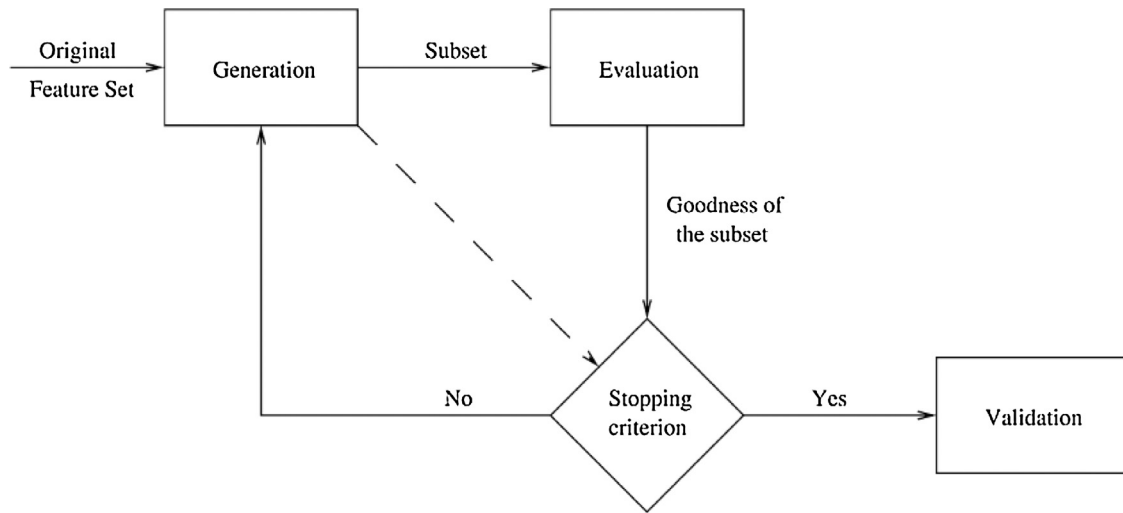 Original
Feature Set
Generation
Subset
Evaluation
Goodness of
the subset
No
Stopping
criterion
Yes
Validation